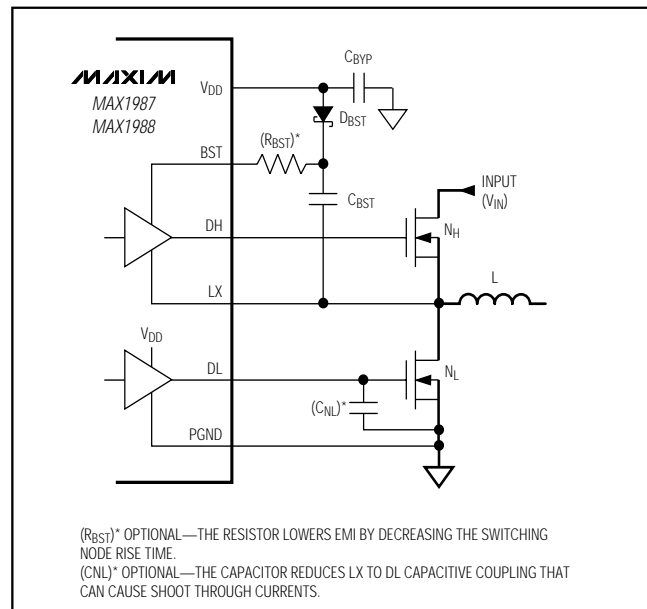 MAXIM
MAX1987
MAX1988
VDD
CBYP
DBST
BST
(RBST)*
CBST
INPUT
(VIN)
DH
NH
LX
L
VDD
DL
NL
(CNL)*
PGND
(RBST)* OPTIONAL—THE RESISTOR LOWERS EMI BY DECREASING THE SWITCHING
NODE RISE TIME.
(CNL)* OPTIONAL—THE CAPACITOR REDUCES LX TO DL CAPACITIVE COUPLING THAT
CAN CAUSE SHOOT THROUGH CURRENTS.